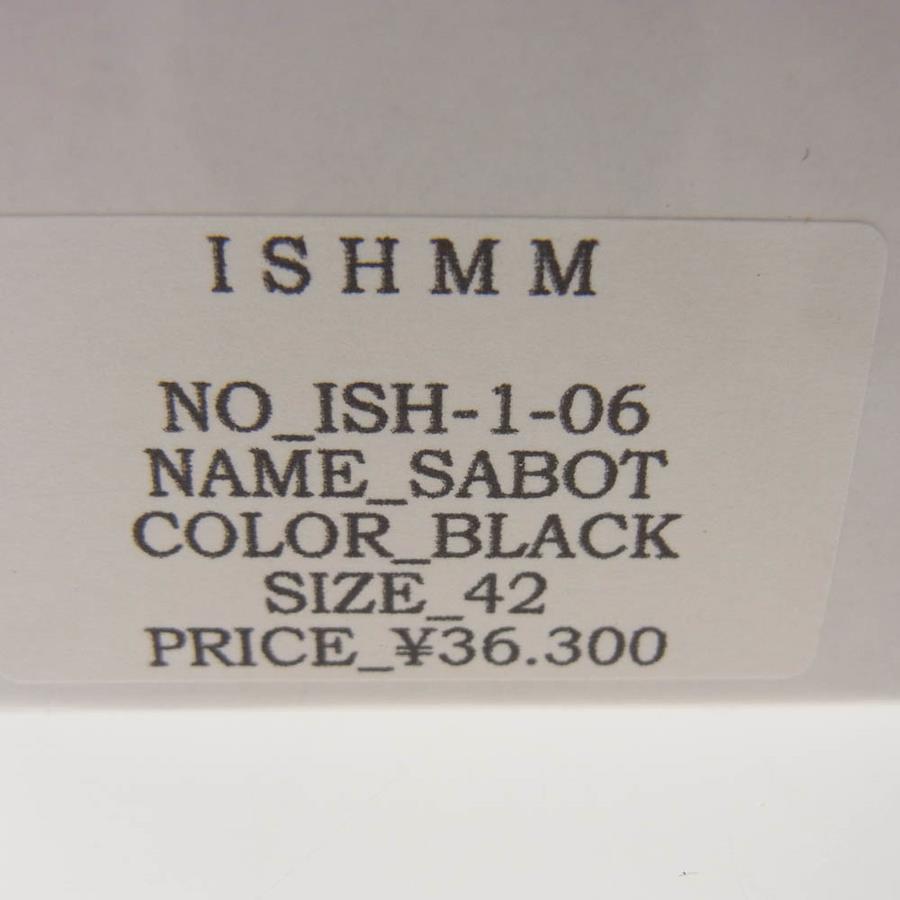 ISHMM
NO_ISH-1-06
NAME_SABOT
COLOR_BLACK
SIZE_42
PRICE_¥36.300